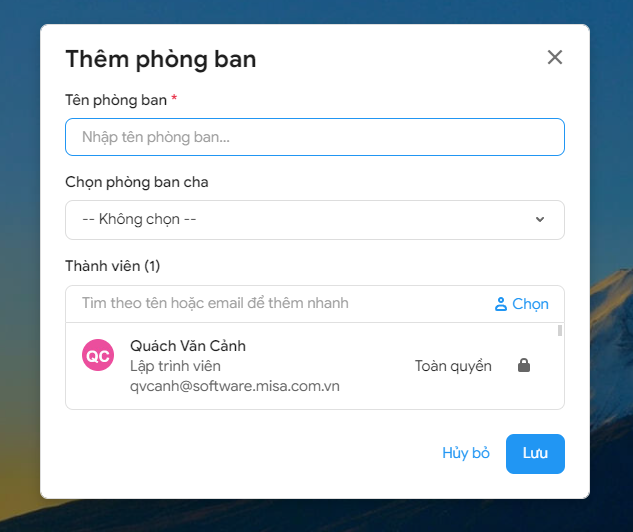 Thêm phòng ban
Tên phòng ban *
Nhập tên phòng ban...
Chọn phòng ban cha
-- Không chọn --
Thành viên (1)
Tìm theo tên hoặc email để thêm nhanh
Chọn
QC
Quách Văn Cảnh
Lập trình viên
qvcanh@software.misa.com.vn
Toàn quyền
Hủy bỏ
Lưu